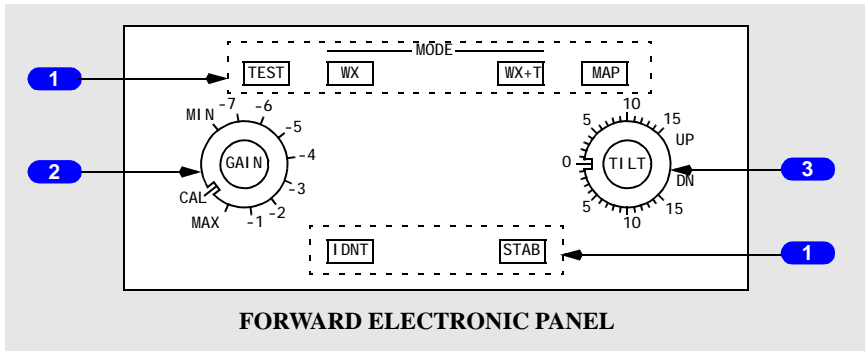 MODE
1
TEST
WX
WX+T
MAP
MIN
-7
-6
-5
-4
-3
-2
-1
MAX
CAL
GAIN
2
10
5
15
UP
0
TILT
DN
5
15
10
3
IDNT
STAB
1
FORWARD ELECTRONIC PANEL